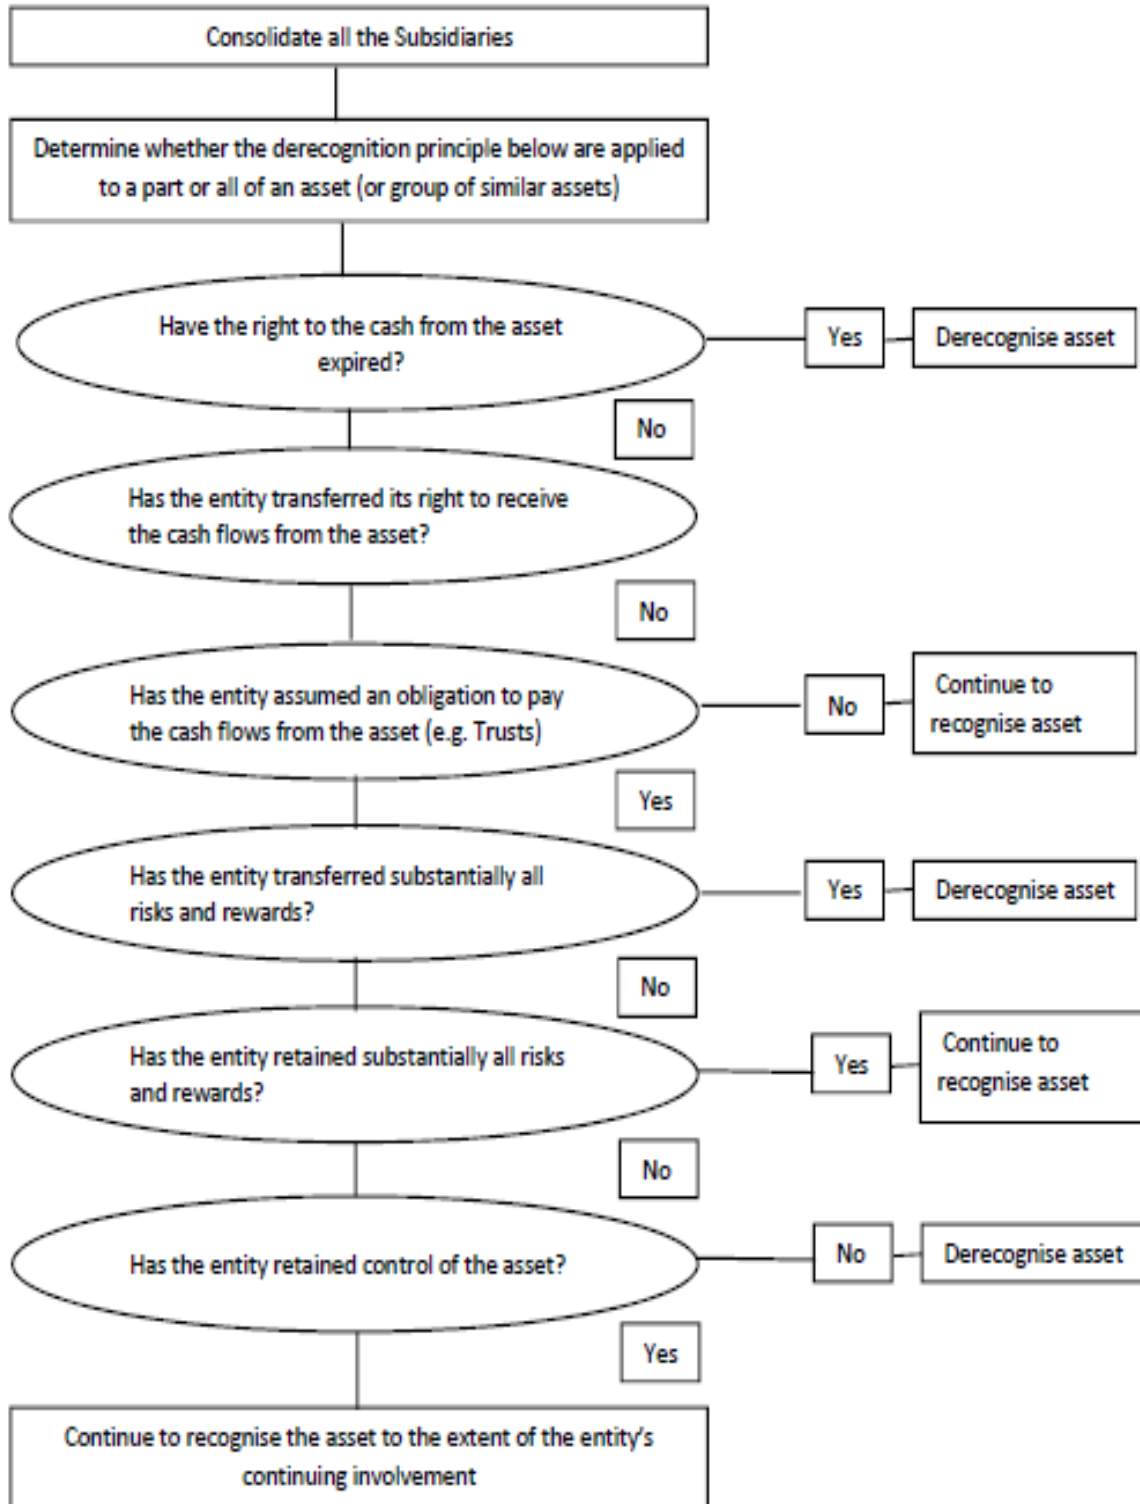 Consolidate all the Subsidiaries
Determine whether the derecognition principle below are applied
to a part or all of an asset (or group of similar assets)
Have the right to the cash from the asset
expired?
Yes
Derecognise asset
No
Has the entity transferred its right to receive
the cash flows from the asset?
No
Has the entity assumed an obligation to pay
the cash flows from the asset (e.g. Trusts)
No
Continue to
recognise asset
Yes
Has the entity transferred substantially all
risks and rewards?
Yes
Derecognise asset
No
Has the entity retained substantially all risks
and rewards?
Yes
Continue to
recognise asset
No
Has the entity retained control of the asset?
No
Derecognise asset
Yes
Continue to recognise the asset to the extent of the entity's
continuing involvement